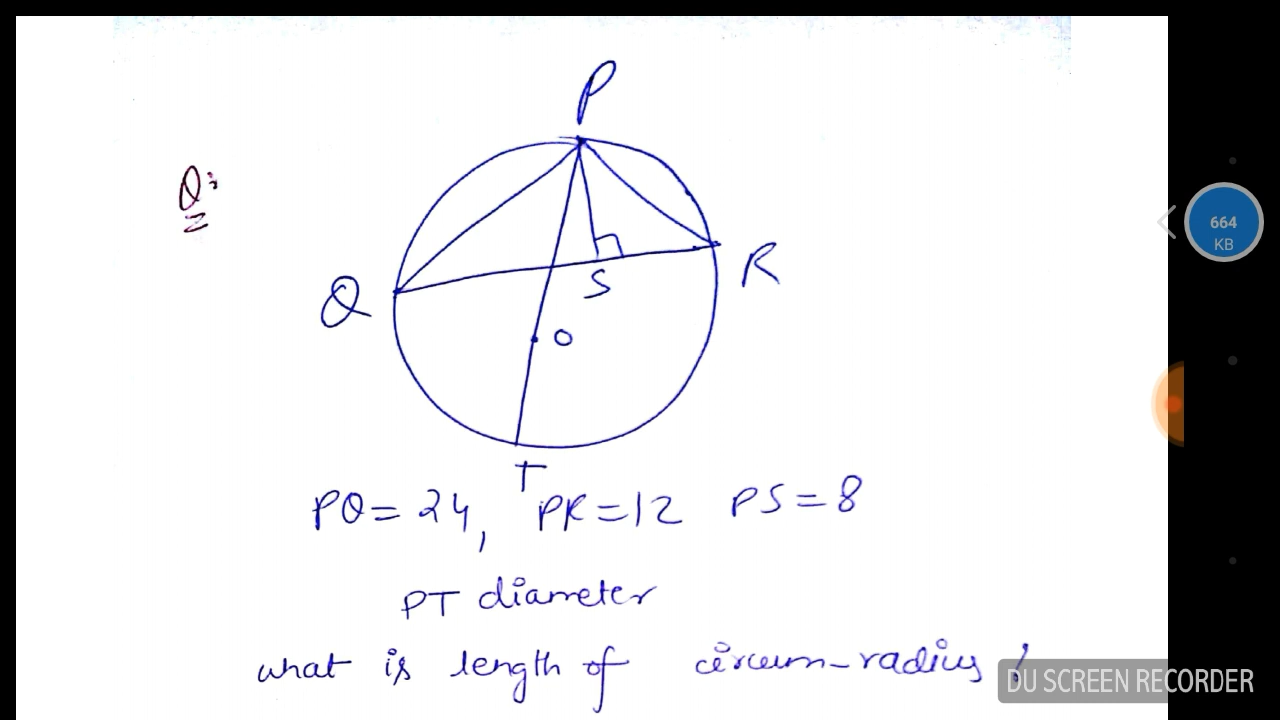 P
Q:
R
S
Q
O
T
PQ = 24, PR = 12 PS = 8
PT diameter
what is length of circum-radius ?
664
KB
DU SCREEN RECORDER